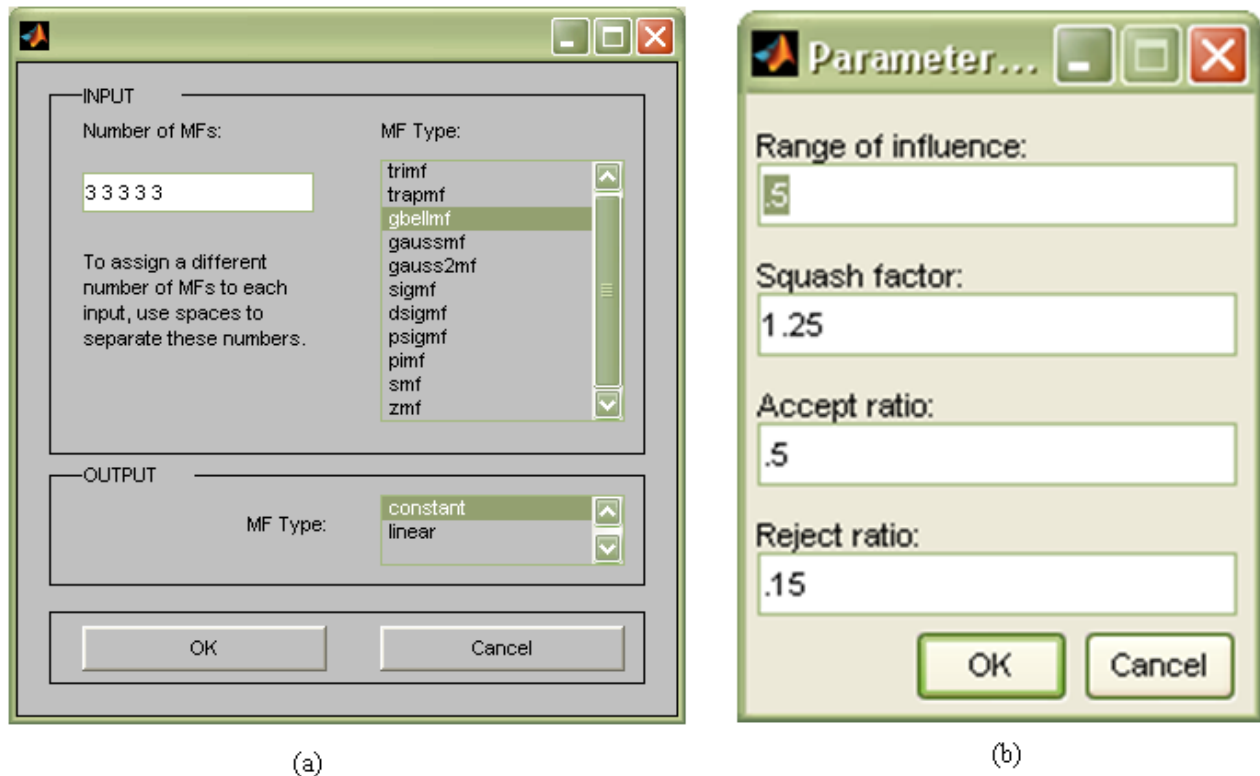 INPUT
Number of MFs:
3 3 3 3 3
To assign a different
number of MFs to each
input, use spaces to
separate these numbers.
MF Type:
trimf
trapmf
gbellmf
gaussmf
gauss2mf
sigmf
dsigmf
psigmf
pimf
smf
zmf
OUTPUT
MF Type:
constant
linear
OK
Cancel
(a)
Parameter...
Range of influence:
.5
Squash factor:
1.25
Accept ratio:
.5
Reject ratio:
.15
OK
Cancel
(b)